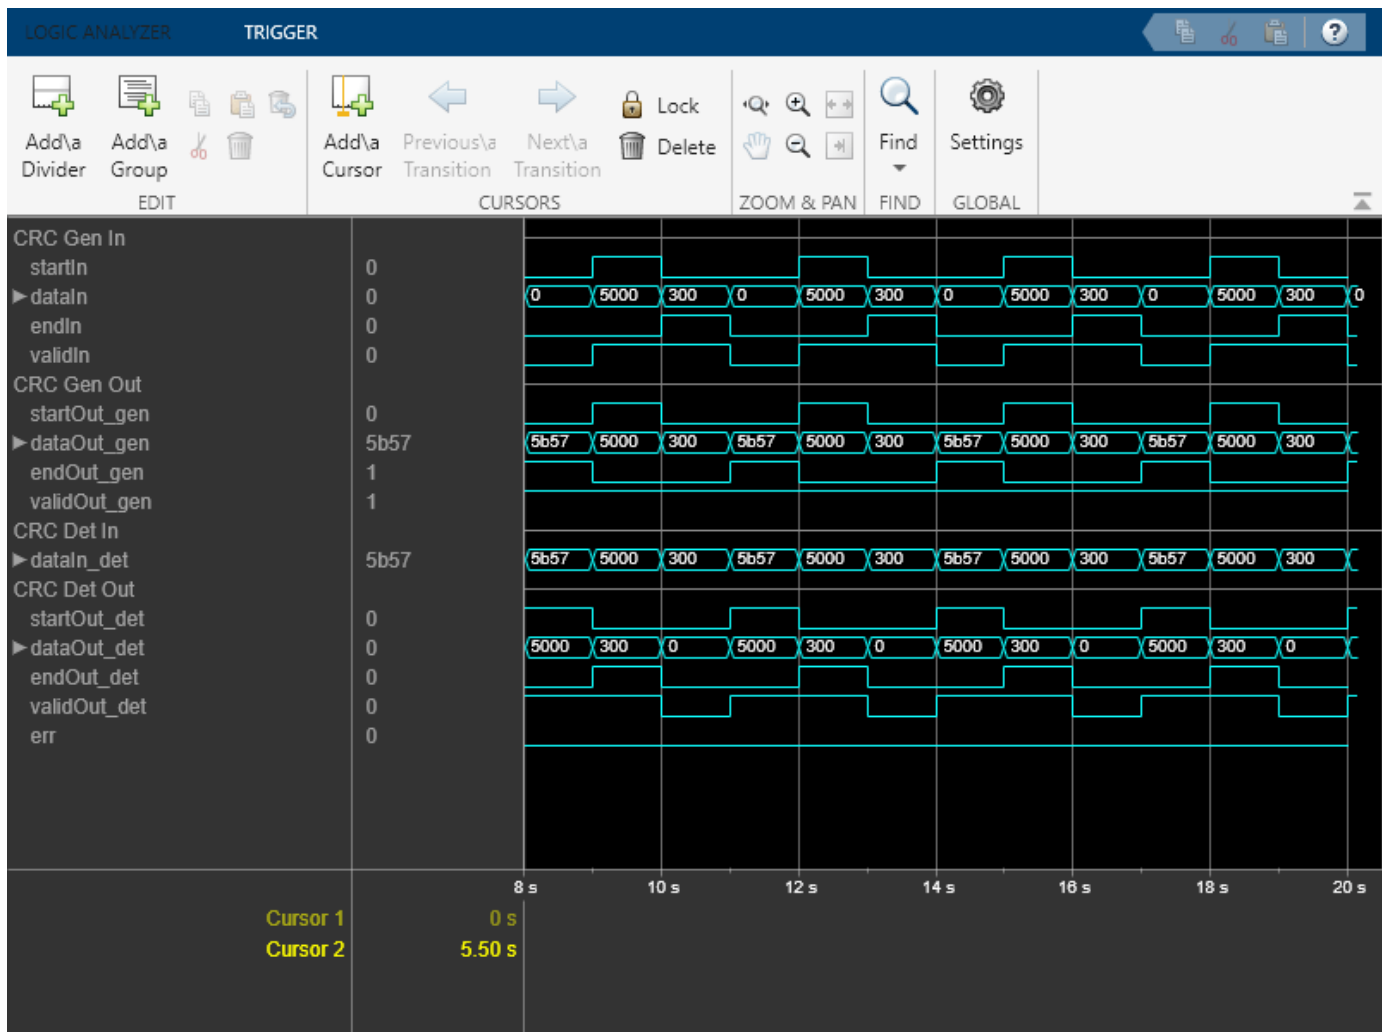 LOGIC ANALYZER TRIGGER ?
Add\a Divider Add\a Group Add\a Cursor Previous\a Transition Next\a Transition Lock Delete Find Settings
EDIT CURSORS ZOOM & PAN FIND GLOBAL
CRC Gen In
startIn 0
dataIn 0 0 5000 300 0 5000 300 0 5000 300 0 5000 300 0
endIn 0
validIn 0
CRC Gen Out
startOut_gen 0
dataOut_gen 5b57 5b57 5000 300 5b57 5000 300 5b57 5000 300 5b57 5000 300
endOut_gen 1
validOut_gen 1
CRC Det In
dataIn_det 5b57 5b57 5000 300 5b57 5000 300 5b57 5000 300 5b57 5000 300
CRC Det Out
startOut_det 0
dataOut_det 0 5000 300 0 5000 300 0 5000 300 0 5000 300 0
endOut_det 0
validOut_det 0
err 0
8 s 10 s 12 s 14 s 16 s 18 s 20 s
Cursor 1 0 s
Cursor 2 5.50 s